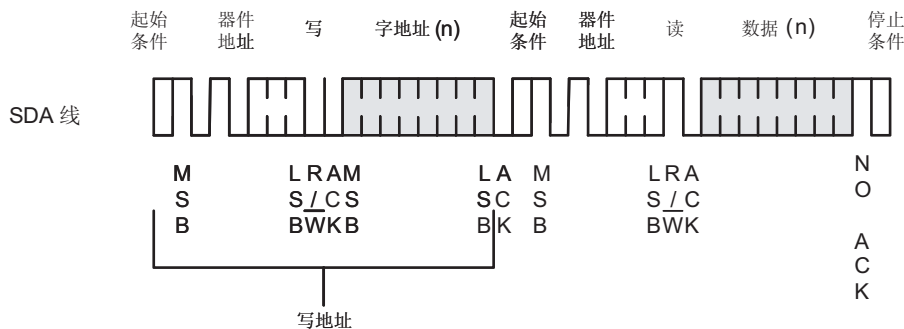 起始 器件 写 字地址 (n) 起始 器件 读 数据 (n) 停止
条件 地址 条件 地址 条件
SDA 线
M L R A M L A M L R A N
S S / C S S C S S / C O
B B W K B B K B B W K
A
C
K
写地址